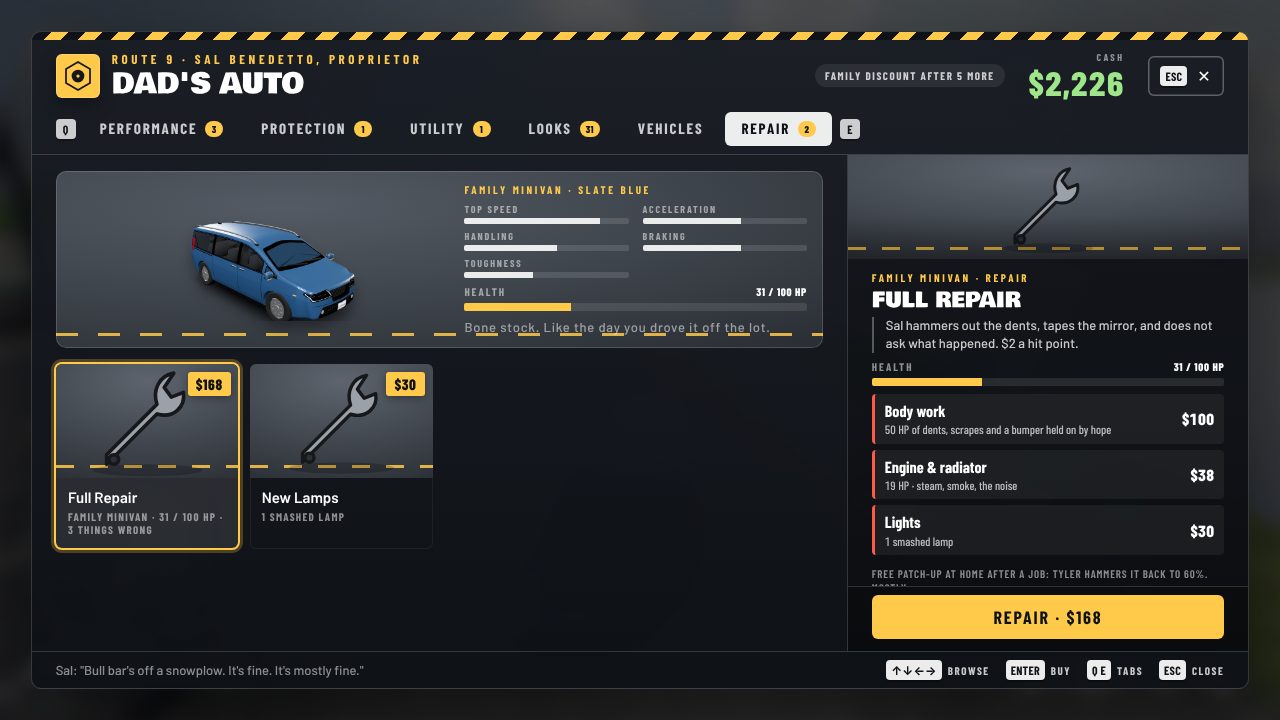 ROUTE 9 · SAL BENEDETTO, PROPRIETOR
DAD'S AUTO
FAMILY DISCOUNT AFTER 5 MORE
CASH
$2,226
ESC ✕
Q PERFORMANCE 3 PROTECTION 1 UTILITY 1 LOOKS 31 VEHICLES REPAIR 2 E
FAMILY MINIVAN · SLATE BLUE
TOP SPEED ACCELERATION
HANDLING BRAKING
TOUGHNESS
HEALTH 31 / 100 HP
Bone stock. Like the day you drove it off the lot.
$168
Full Repair
FAMILY MINIVAN · 31 / 100 HP ·
3 THINGS WRONG
$30
New Lamps
1 SMASHED LAMP
FAMILY MINIVAN · REPAIR
FULL REPAIR
Sal hammers out the dents, tapes the mirror, and does not
ask what happened. $2 a hit point.
HEALTH 31 / 100 HP
Body work $100
50 HP of dents, scrapes and a bumper held on by hope
Engine & radiator $38
19 HP · steam, smoke, the noise
Lights $30
1 smashed lamp
FREE PATCH-UP AT HOME AFTER A JOB: TYLER HAMMERS IT BACK TO 60%.
MOSTLY.
REPAIR · $168
Sal: "Bull bar's off a snowplow. It's fine. It's mostly fine."
↑↓←→ BROWSE ENTER BUY Q E TABS ESC CLOSE